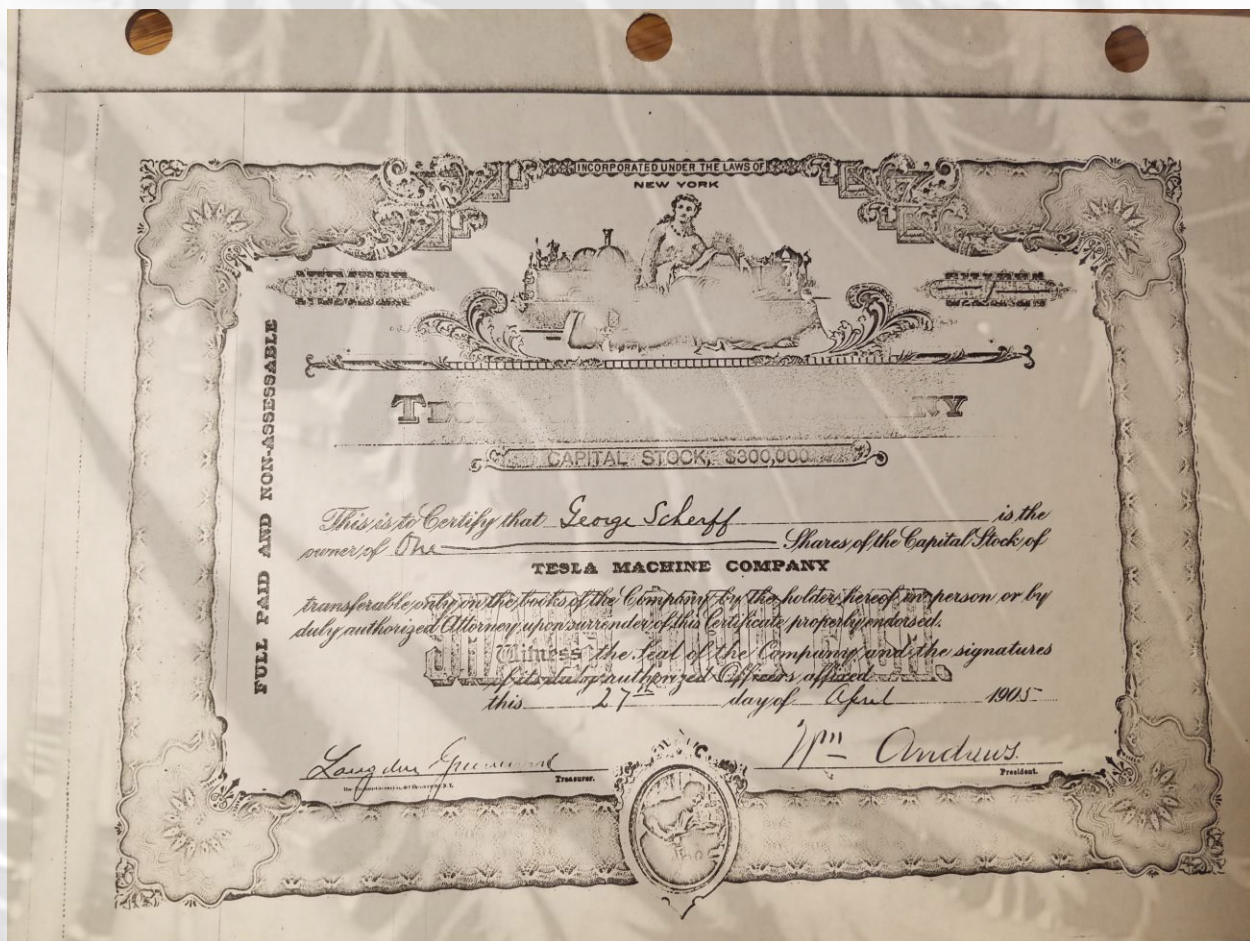 INCORPORATED UNDER THE LAWS OF
NEW YORK
7
1
FULL PAID AND NON-ASSESSABLE
CAPITAL STOCK, $300,000
This is to Certify that George Scherff is the
owner of One Shares of the Capital Stock of
TESLA MACHINE COMPANY
transferable only on the books of the Company by the holder hereof in person or by
duly authorized Attorney upon surrender of this Certificate properly endorsed.
In Witness the Seal of the Company and the signatures
of its duly authorized Officers affixed
this 27th day of April 1905
Wm Andrews
Treasurer.
President.